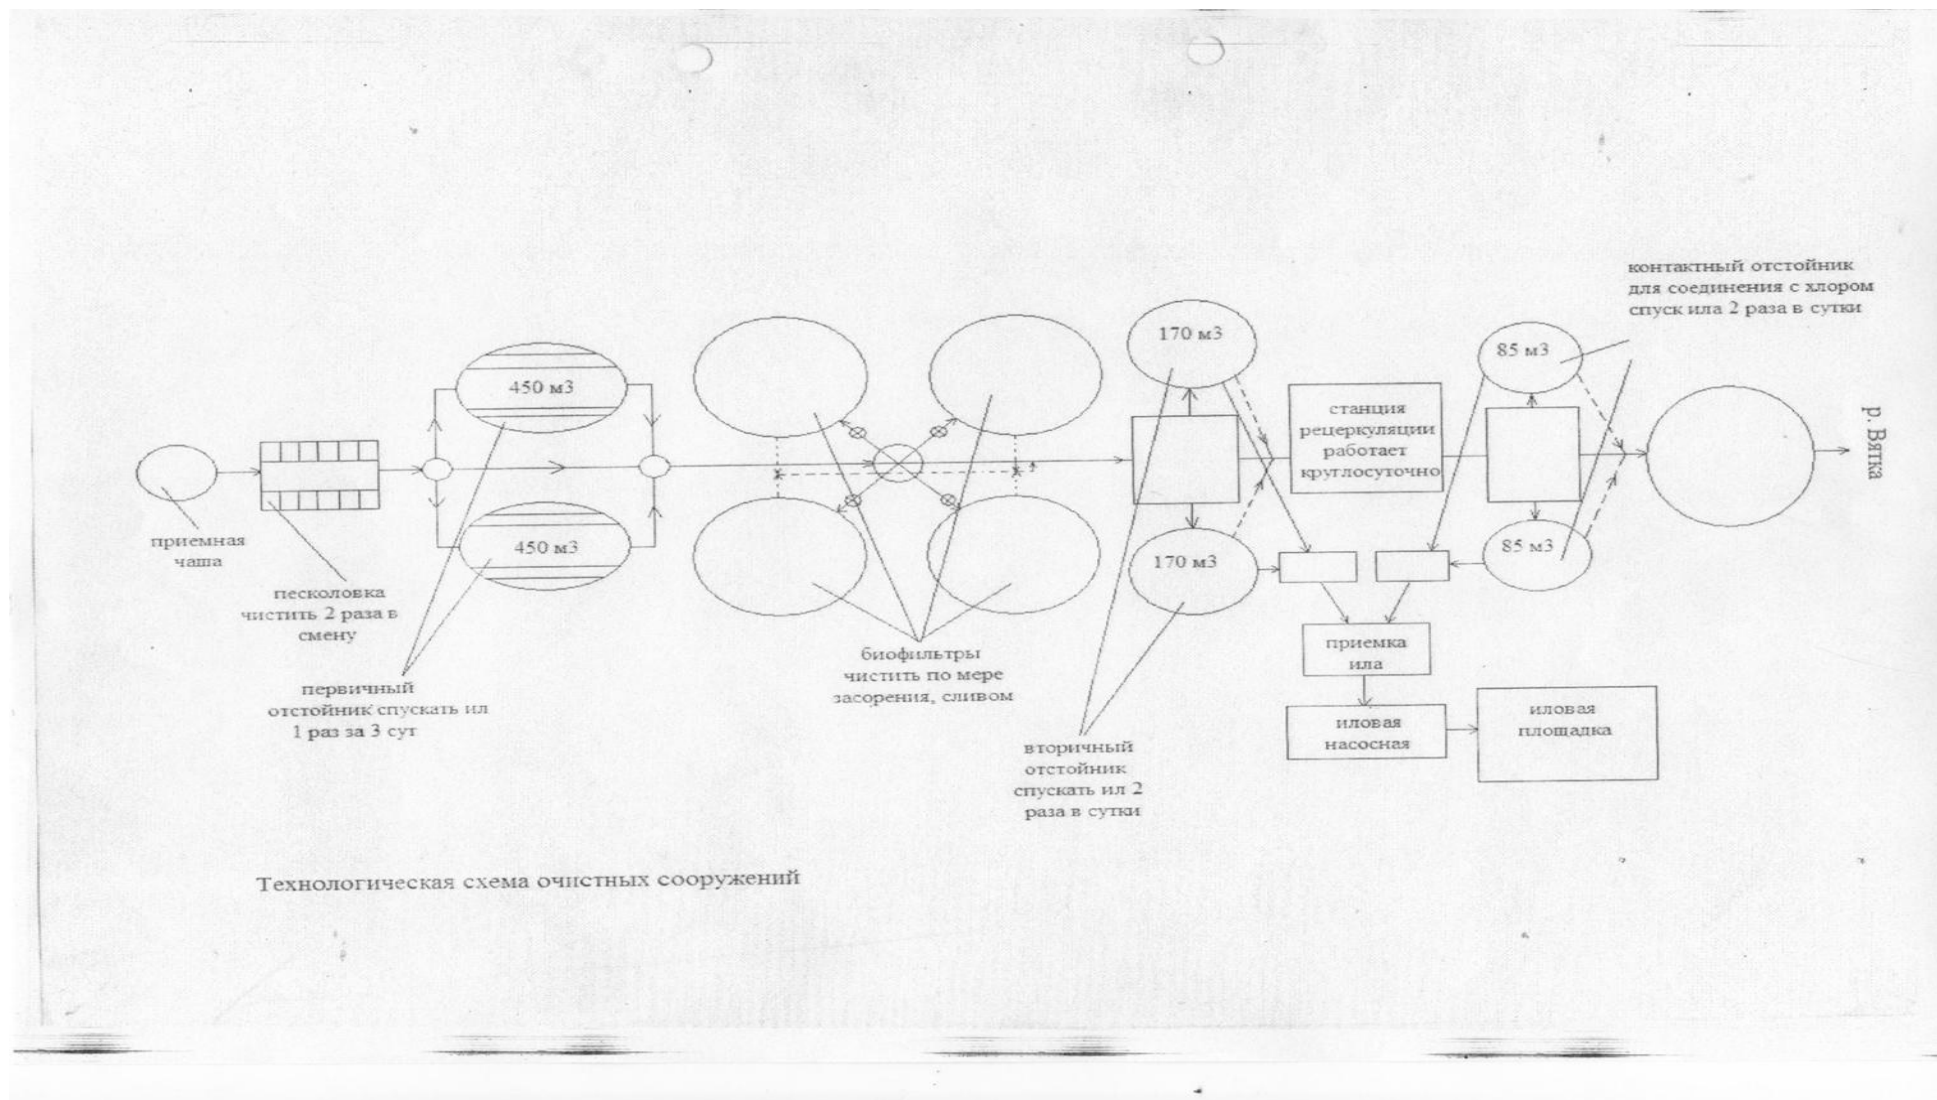 контактный отстойник
для соединения с хлором
спуск ила 2 раза в сутки
450 м3
170 м3
85 м3
станция
рецеркуляции
работает
круглосуточно
р. Вятка
приемная
чаша
450 м3
170 м3
85 м3
песколовка
чистить 2 раза в
смену
первичный
отстойник спускать ил
1 раз за 3 сут
биофильтры
чистить по мере
засорения, сливом
вторичный
отстойник
спускать ил 2
раза в сутки
приемка
ила
иловая
насосная
иловая
площадка
Технологическая схема очистных сооружений